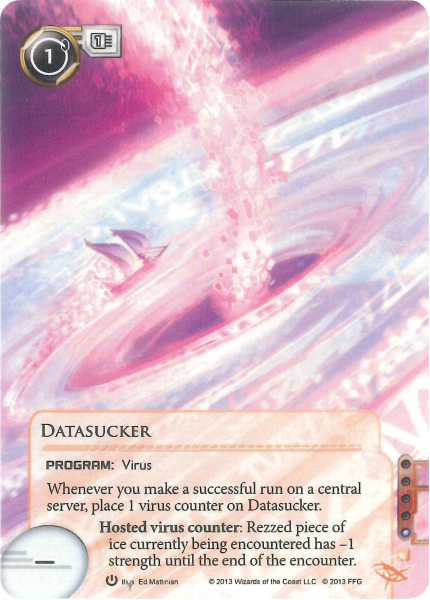 1
1
DATASUCKER
PROGRAM: Virus
Whenever you make a successful run on a central
server, place 1 virus counter on Datasucker.
Hosted virus counter: Rezzed piece of
ice currently being encountered has –1
strength until the end of the encounter.
–
Illus. Ed Mattinian © 2013 Wizards of the Coast LLC © 2013 FFG